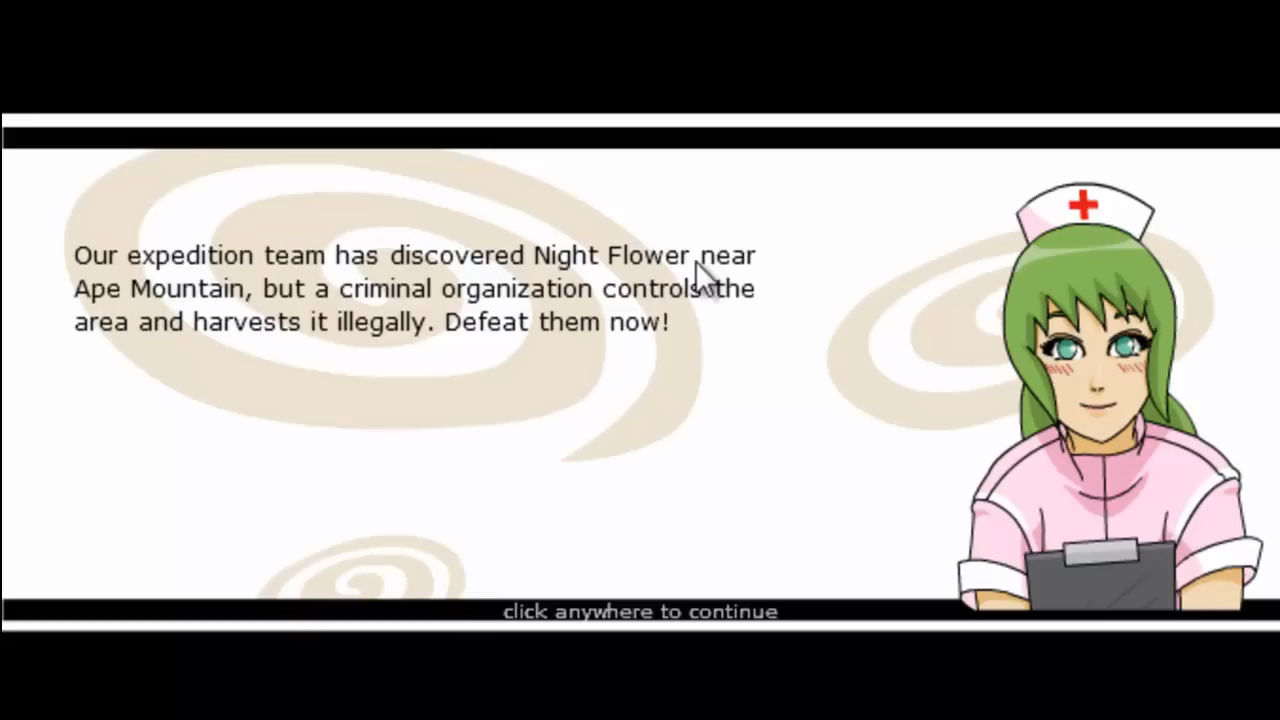 Our expedition team has discovered Night Flower near
Ape Mountain, but a criminal organization controls the
area and harvests it illegally. Defeat them now!
click anywhere to continue